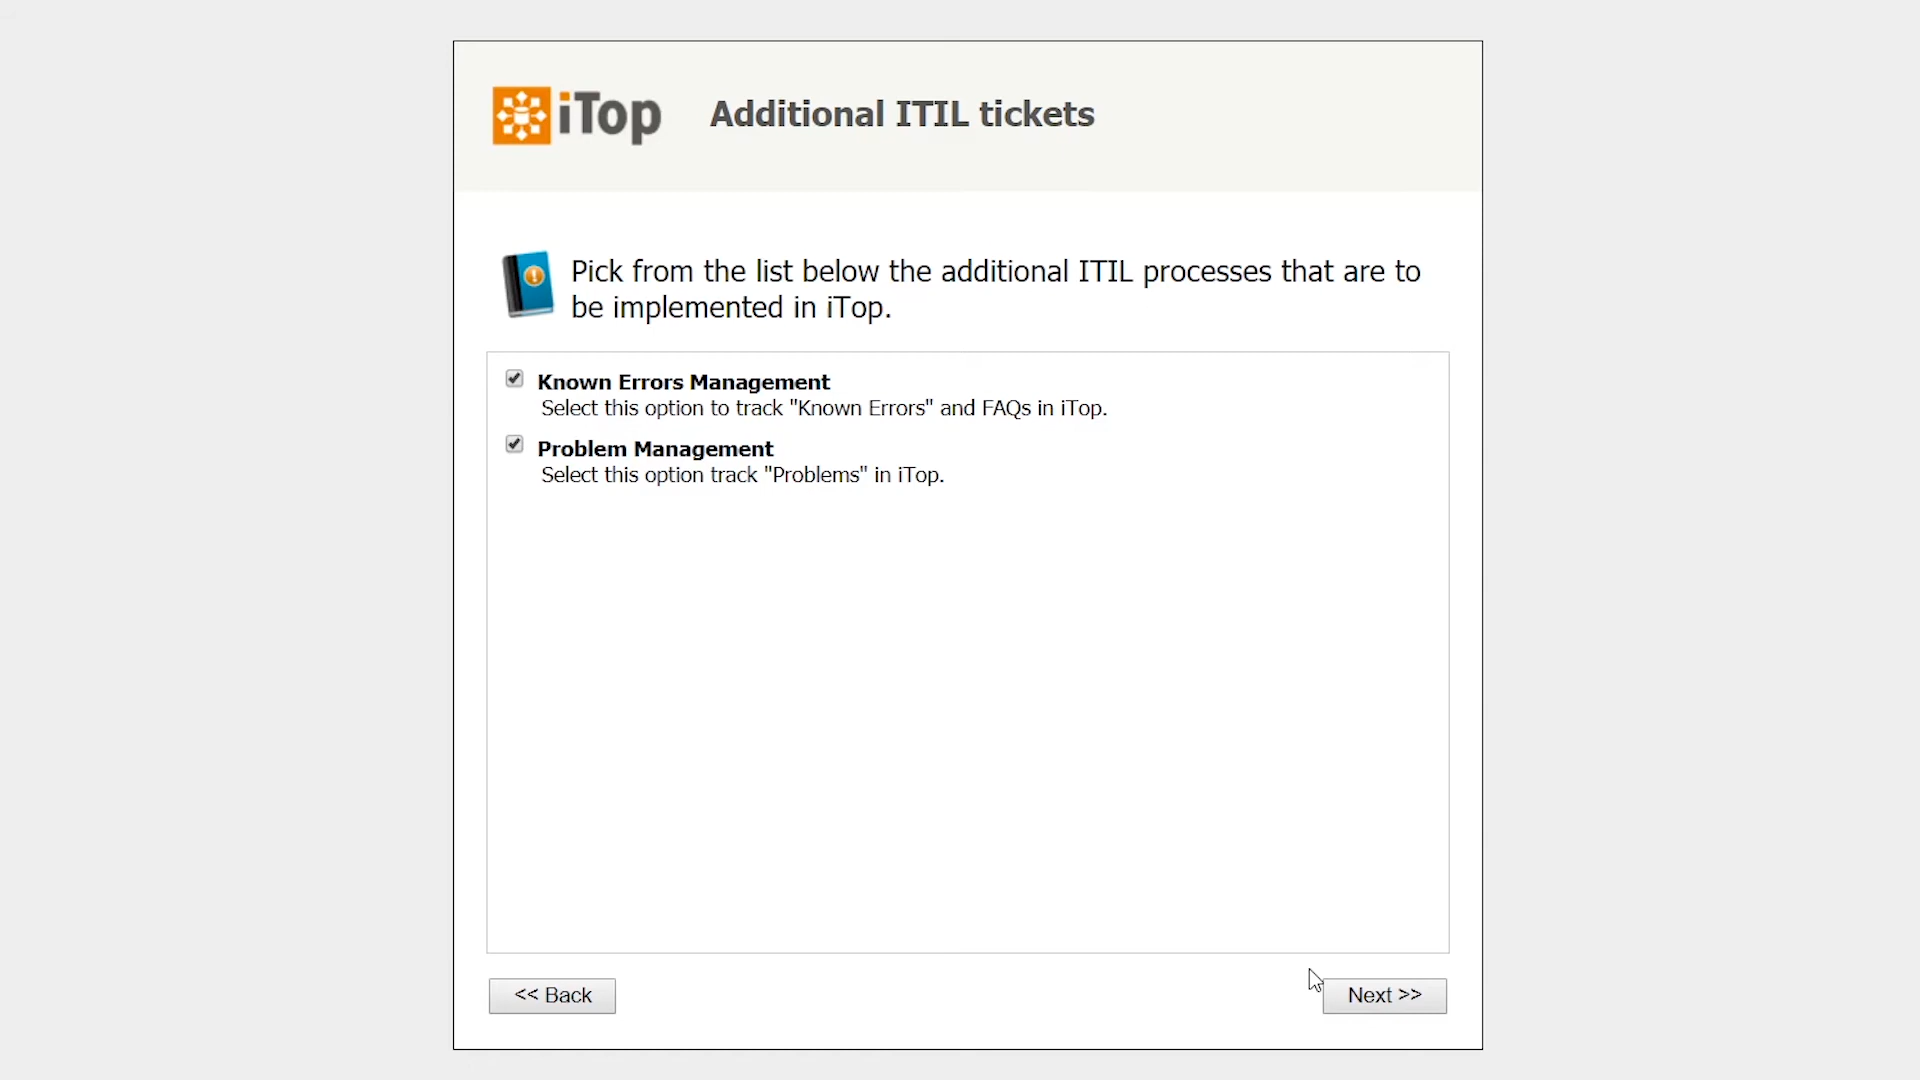 iTop
Additional ITIL tickets
Pick from the list below the additional ITIL processes that are to
be implemented in iTop.
Known Errors Management
Select this option to track "Known Errors" and FAQs in iTop.
Problem Management
Select this option track "Problems" in iTop.
<< Back
Next >>